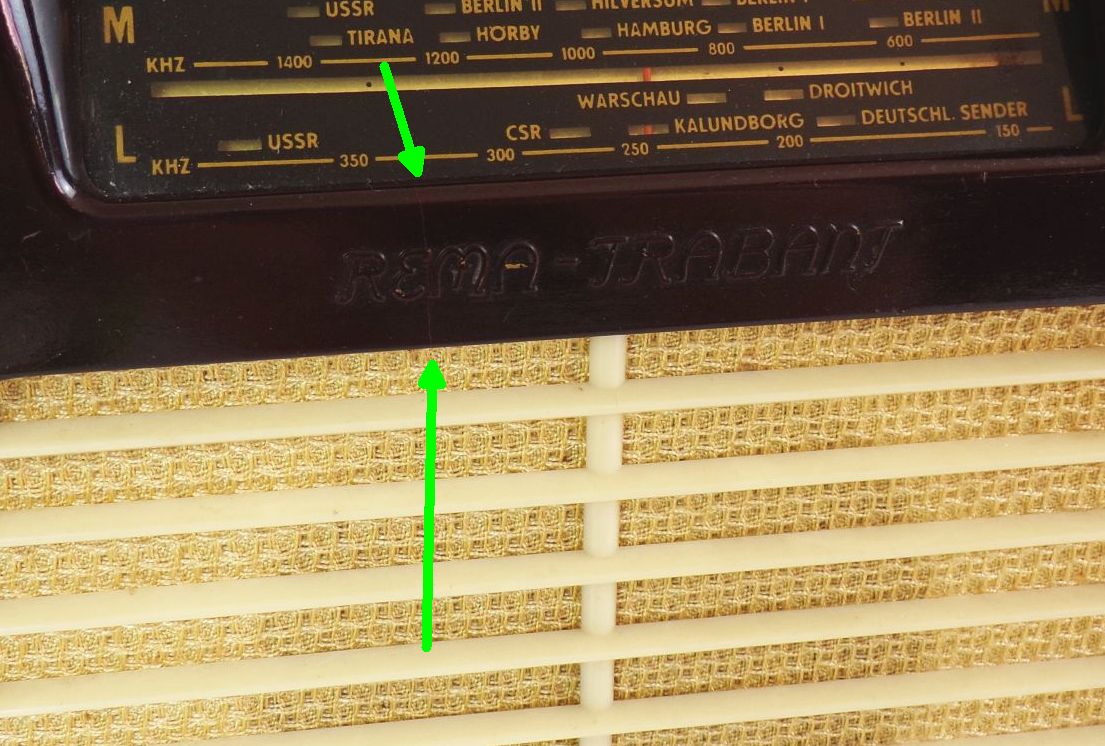 M USSR BERLIN II HILVERSUM BERLIN I M
TIRANA HÖRBY HAMBURG BERLIN I BERLIN II
KHZ 1400 1200 1000 800 600
WARSCHAU DROITWICH
L USSR CSR KALUNDBORG DEUTSCHL. SENDER L
KHZ 350 300 250 200 150
REMA-TRABANT